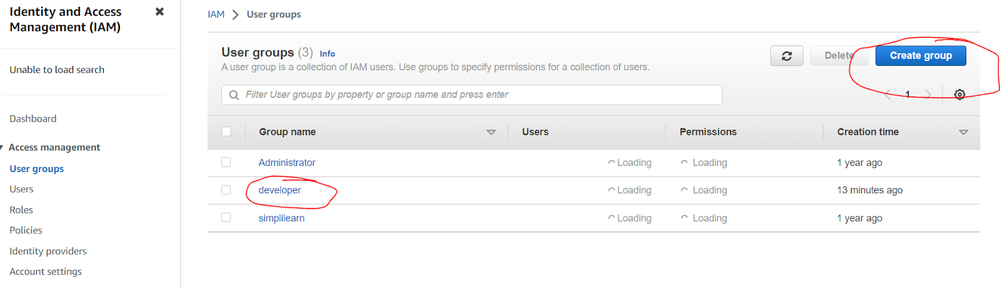 Identity and Access
Management (IAM)
Unable to load search
Dashboard
Access management
User groups
Users
Roles
Policies
Identity providers
Account settings
IAM > User groups
User groups (3) Info
A user group is a collection of IAM users. Use groups to specify permissions for a collection of users.
Delete
Create group
Filter User groups by property or group name and press enter
1
Group name Users Permissions Creation time
Administrator Loading Loading 1 year ago
developer Loading Loading 13 minutes ago
simplilearn Loading Loading 1 year ago